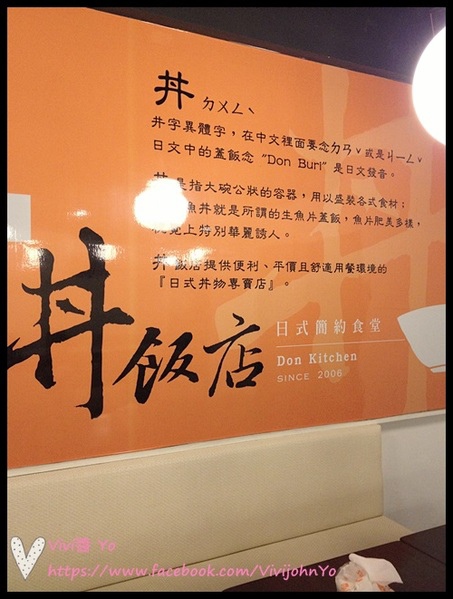 丼ㄉㄨㄥˋ
丼字異體字，在中文裡面要念ㄉㄢˇ或是ㄐㄧㄥˇ
日文中的蓋飯念“Don Buri”是日文發音。
丼是指大碗公狀的容器，用以盛裝各式食材；
魚丼就是所謂的生魚片蓋飯，魚片肥美多樣，
視覺上特別華麗誘人。
丼飯店提供便利、平價且舒適用餐環境的
『日式丼物專賣店』。
丼飯店
日式簡約食堂
Don Kitchen
SINCE 2006
Vivi醬 Yo
https://www.facebook.com/VivijohnYo